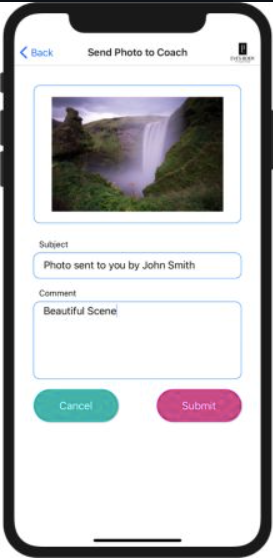 Back
Send Photo to Coach
Subject
Photo sent to you by John Smith
Comment
Beautiful Scene
Cancel
Submit